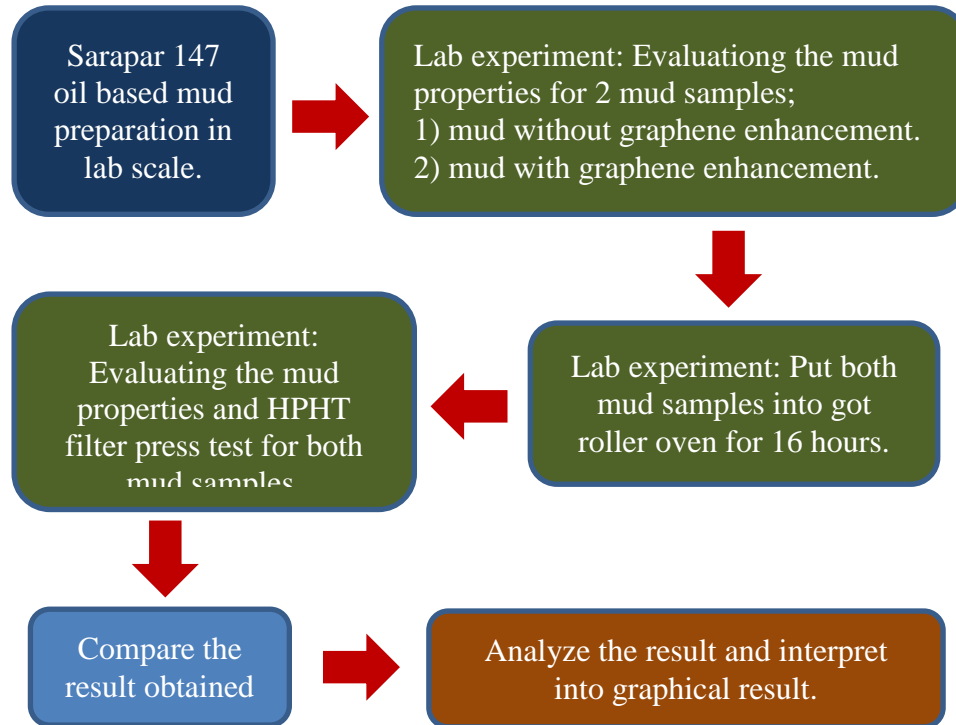 Sarapar 147
oil based mud
preparation in
lab scale.
Lab experiment: Evaluationg the mud
properties for 2 mud samples;
1) mud without graphene enhancement.
2) mud with graphene enhancement.
Lab experiment: Put both
mud samples into got
roller oven for 16 hours.
Lab experiment:
Evaluating the mud
properties and HPHT
filter press test for both
mud samples
Compare the
result obtained
Analyze the result and interpret
into graphical result.